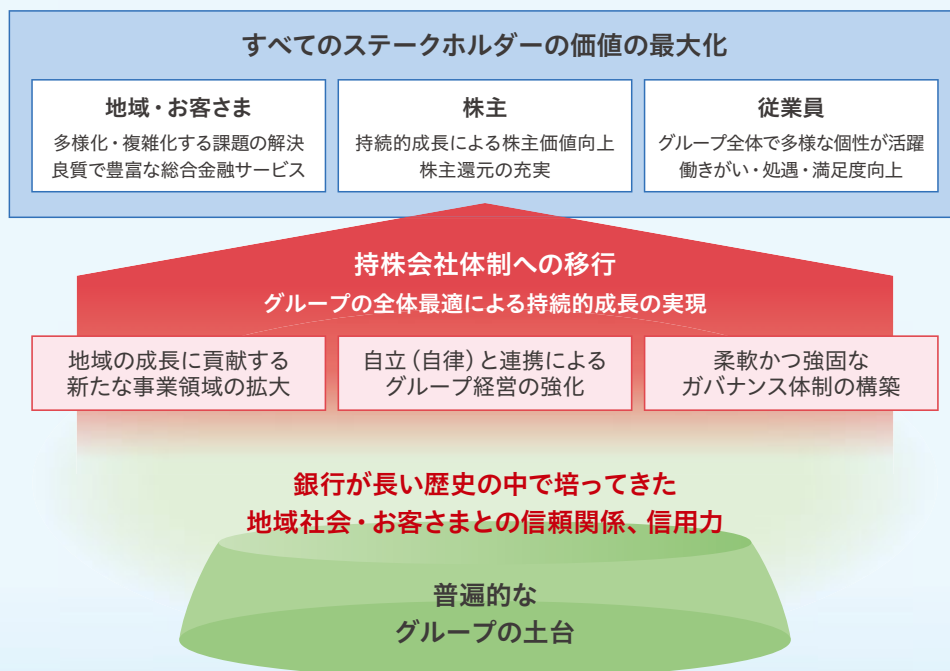 すべてのステークホルダーの価値の最大化
地域・お客さま
多様化・複雑化する課題の解決
良質で豊富な総合金融サービス
株主
持続的成長による株主価値向上
株主還元の充実
従業員
グループ全体で多様な個性が活躍
働きがい・処遇・満足度向上
持株会社体制への移行
グループの全体最適による持続的成長の実現
地域の成長に貢献する
新たな事業領域の拡大
自立（自律）と連携による
グループ経営の強化
柔軟かつ強固な
ガバナンス体制の構築
銀行が長い歴史の中で培ってきた
地域社会・お客さまとの信頼関係、信用力
普遍的な
グループの土台